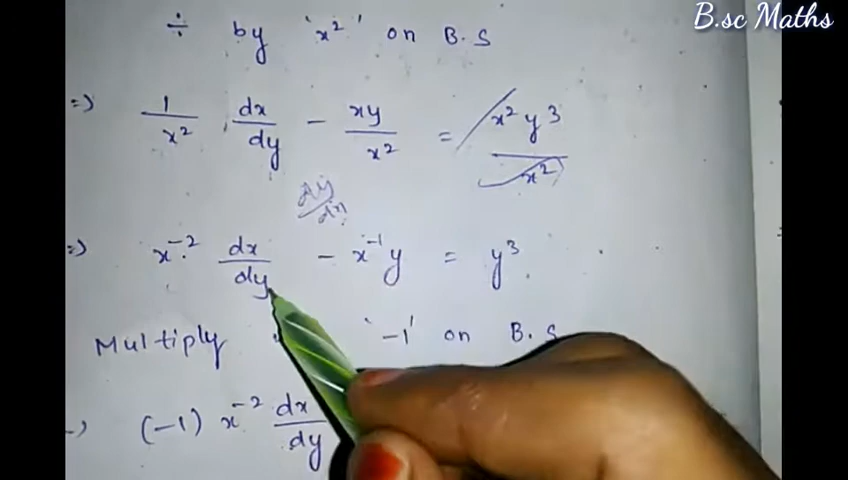 B.sc Maths
÷ by 'x²' on B.S
=) 1/x² dx/dy - xy/x² = x²y³/x²
dy/dx
=) x⁻² dx/dy - x⁻¹y = y³
Multiply '-1' on B.S
(-1) x⁻² dx/dy